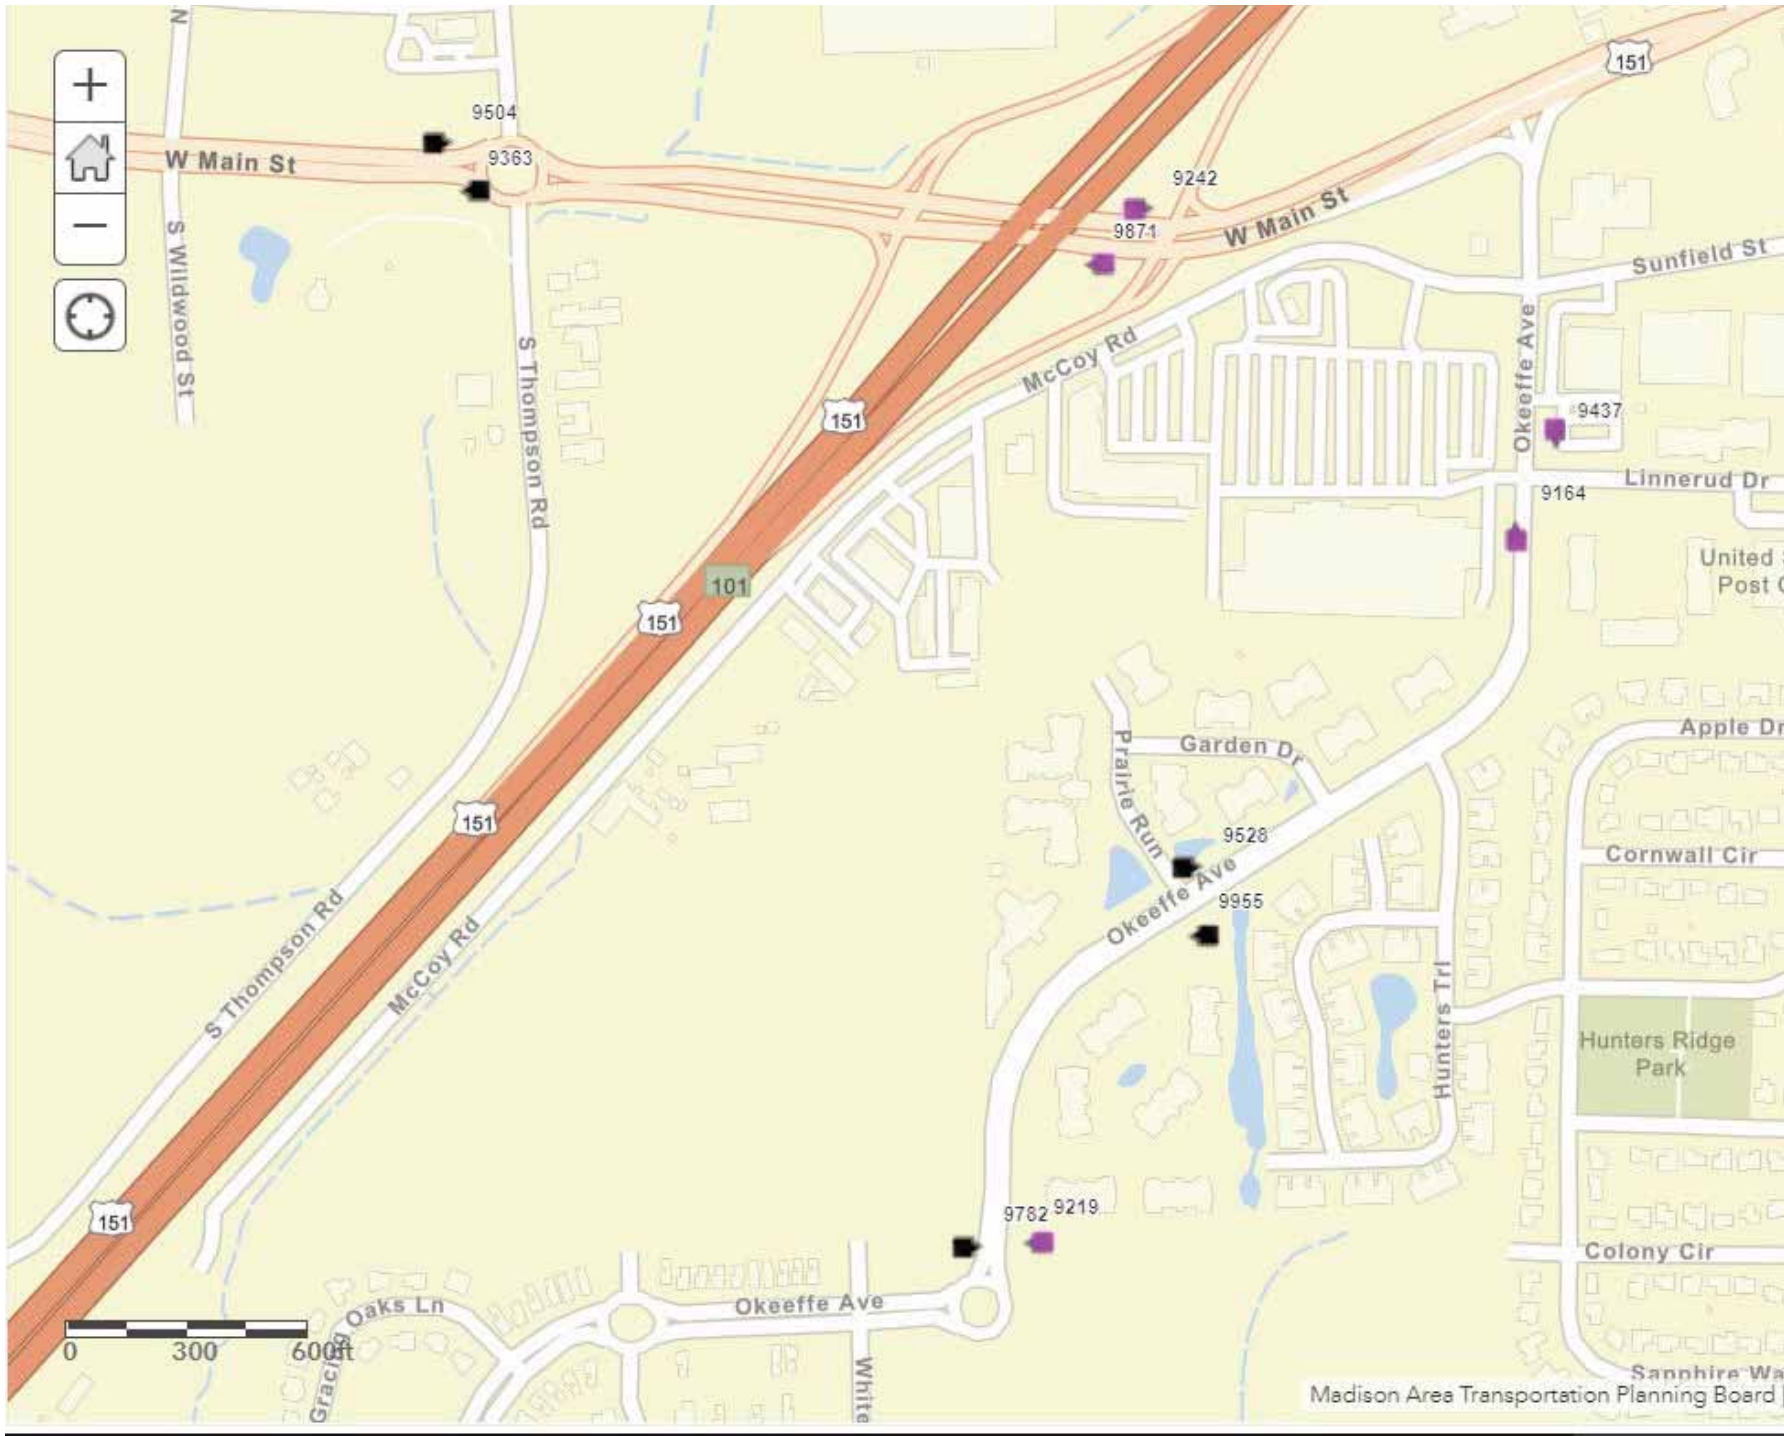 N
151
9504
W Main St
9363
9242
9871
W Main St
Sunfield St
S Wildwood St
S Thompson Rd
McCoy Rd
Okeeffe Ave
151
9437
Linnerud Dr
9164
United
Post
101
151
Apple Dr
Prairie Run
Garden Dr
151
9528
Cornwall Cir
Okeeffe Ave
9955
S Thompson Rd
McCoy Rd
Hunters Trl
Hunters Ridge
Park
151
9782
9219
Colony Cir
Okeeffe Ave
Gracing Oaks Ln
White
0 300 600ft
Sapphire Wa
Madison Area Transportation Planning Board |